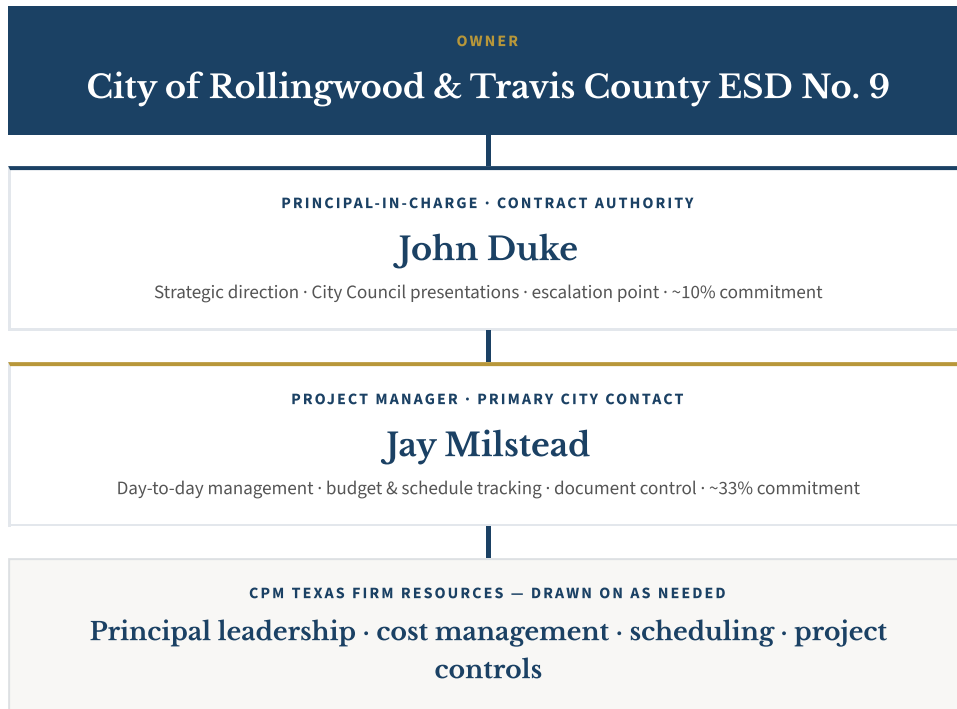 OWNER
City of Rollingwood & Travis County ESD No. 9
PRINCIPAL-IN-CHARGE · CONTRACT AUTHORITY
John Duke
Strategic direction · City Council presentations · escalation point · ~10% commitment
PROJECT MANAGER · PRIMARY CITY CONTACT
Jay Milstead
Day-to-day management · budget & schedule tracking · document control · ~33% commitment
CPM TEXAS FIRM RESOURCES — DRAWN ON AS NEEDED
Principal leadership · cost management · scheduling · project
controls